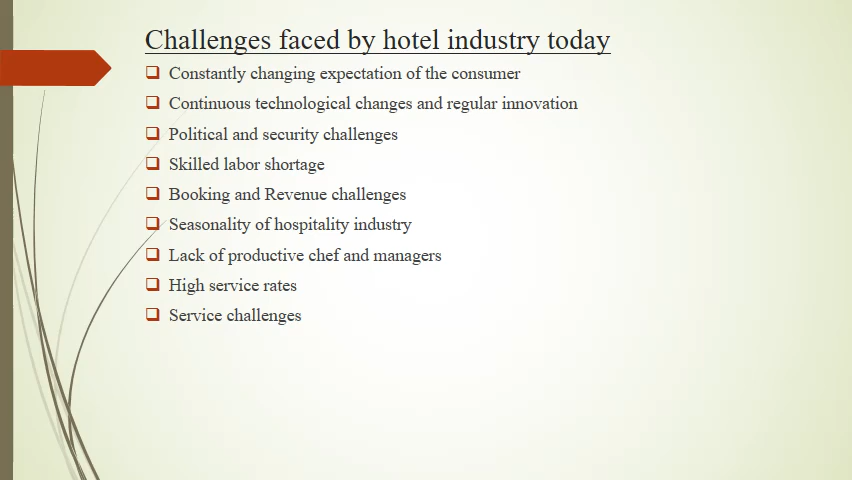 Challenges faced by hotel industry today
Constantly changing expectation of the consumer
Continuous technological changes and regular innovation
Political and security challenges
Skilled labor shortage
Booking and Revenue challenges
Seasonality of hospitality industry
Lack of productive chef and managers
High service rates
Service challenges